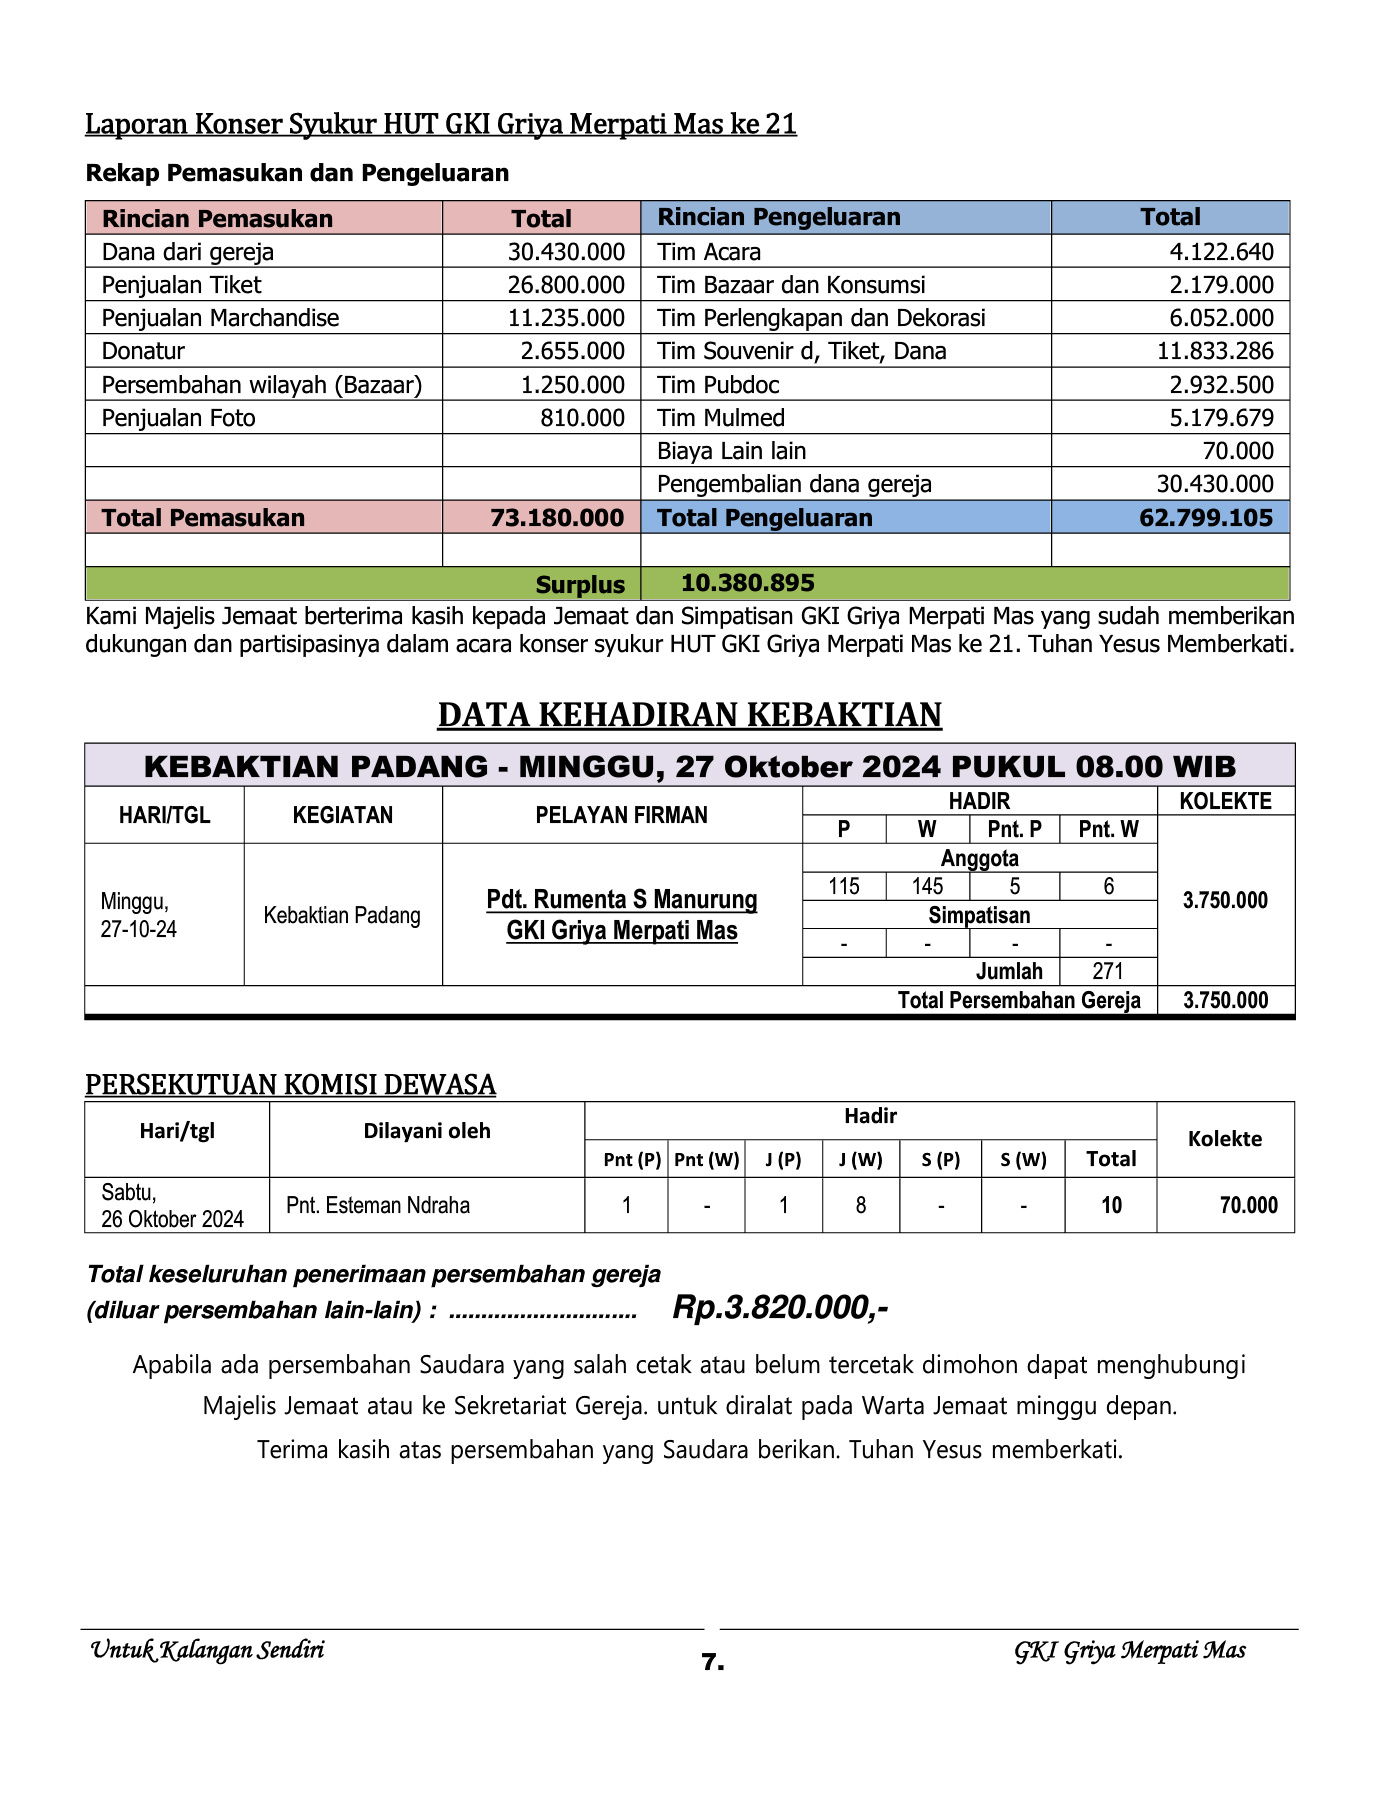 Laporan Konser Syukur HUT GKI Griya Merpati Mas ke 21
Rekap Pemasukan dan Pengeluaran
Rincian Pemasukan Total Rincian Pengeluaran Total
Dana dari gereja 30.430.000 Tim Acara 4.122.640
Penjualan Tiket 26.800.000 Tim Bazaar dan Konsumsi 2.179.000
Penjualan Marchandise 11.235.000 Tim Perlengkapan dan Dekorasi 6.052.000
Donatur 2.655.000 Tim Souvenir d, Tiket, Dana 11.833.286
Persembahan wilayah (Bazaar) 1.250.000 Tim Pubdoc 2.932.500
Penjualan Foto 810.000 Tim Mulmed 5.179.679
Biaya Lain lain 70.000
Pengembalian dana gereja 30.430.000
Total Pemasukan 73.180.000 Total Pengeluaran 62.799.105
Surplus 10.380.895
Kami Majelis Jemaat berterima kasih kepada Jemaat dan Simpatisan GKI Griya Merpati Mas yang sudah memberikan
dukungan dan partisipasinya dalam acara konser syukur HUT GKI Griya Merpati Mas ke 21. Tuhan Yesus Memberkati.
DATA KEHADIRAN KEBAKTIAN
KEBAKTIAN PADANG - MINGGU, 27 Oktober 2024 PUKUL 08.00 WIB
HARI/TGL KEGIATAN PELAYAN FIRMAN HADIR KOLEKTE
P W Pnt. P Pnt. W
Anggota
115 145 5 6
Minggu,
27-10-24
Kebaktian Padang
Pdt. Rumenta S Manurung
GKI Griya Merpati Mas
3.750.000
Simpatisan
- - - -
Jumlah 271
Total Persembahan Gereja 3.750.000
PERSEKUTUAN KOMISI DEWASA
Hari/tgl Dilayani oleh Hadir Kolekte
Pnt (P) Pnt (W) J (P) J (W) S (P) S (W) Total
Sabtu,
26 Oktober 2024 Pnt. Esteman Ndraha 1 - 1 8 - - 10 70.000
Total keseluruhan penerimaan persembahan gereja
(diluar persembahan lain-lain) : ............................. Rp.3.820.000,-
Apabila ada persembahan Saudara yang salah cetak atau belum tercetak dimohon dapat menghubungi
Majelis Jemaat atau ke Sekretariat Gereja. untuk diralat pada Warta Jemaat minggu depan.
Terima kasih atas persembahan yang Saudara berikan. Tuhan Yesus memberkati.
Untuk Kalangan Sendiri 7. GKI Griya Merpati Mas